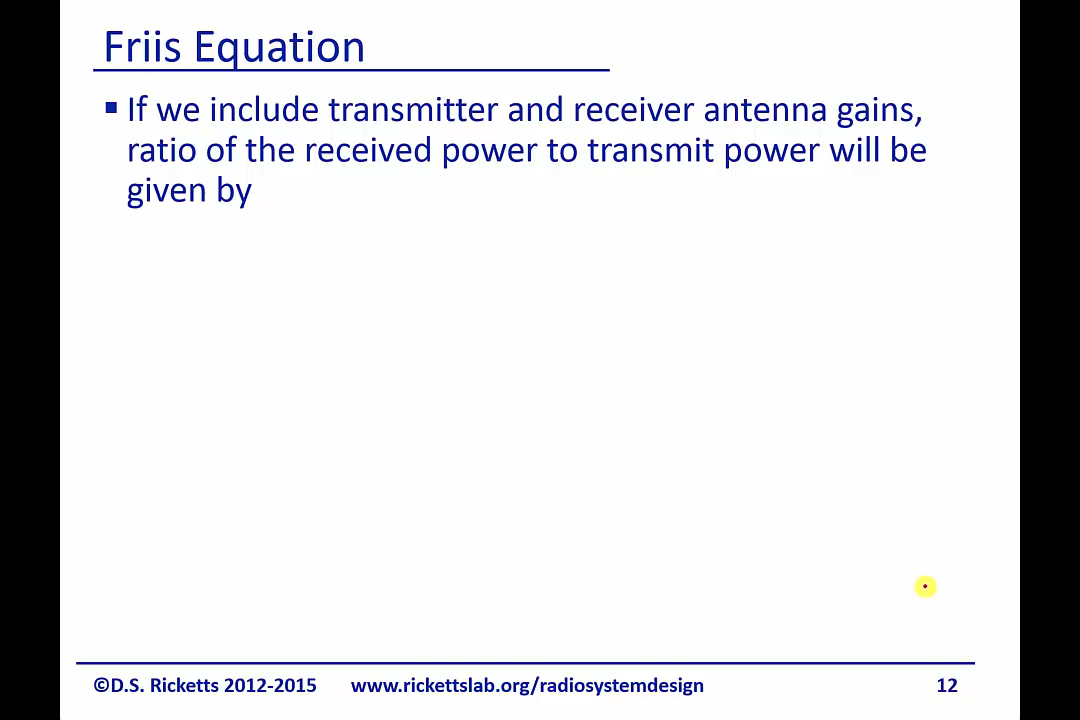 Friis Equation
▪ If we include transmitter and receiver antenna gains,
ratio of the received power to transmit power will be
given by
©D.S. Ricketts 2012-2015 www.rickettslab.org/radiosystemdesign 12